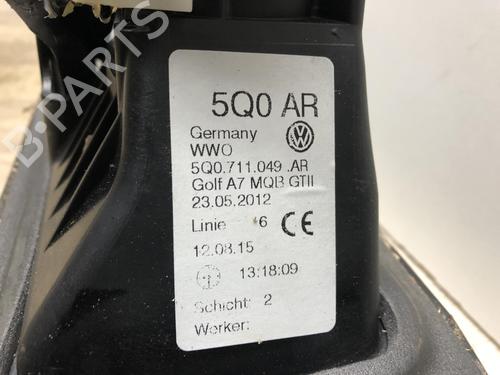 5Q0 AR
Germany
WWO
5Q0.711.049 .AR
Golf A7 MQB GTII
23.05.2012
Linie 6 CE
12.08.15
13:18:09
Schicht: 2
Werker:
B-PARTS